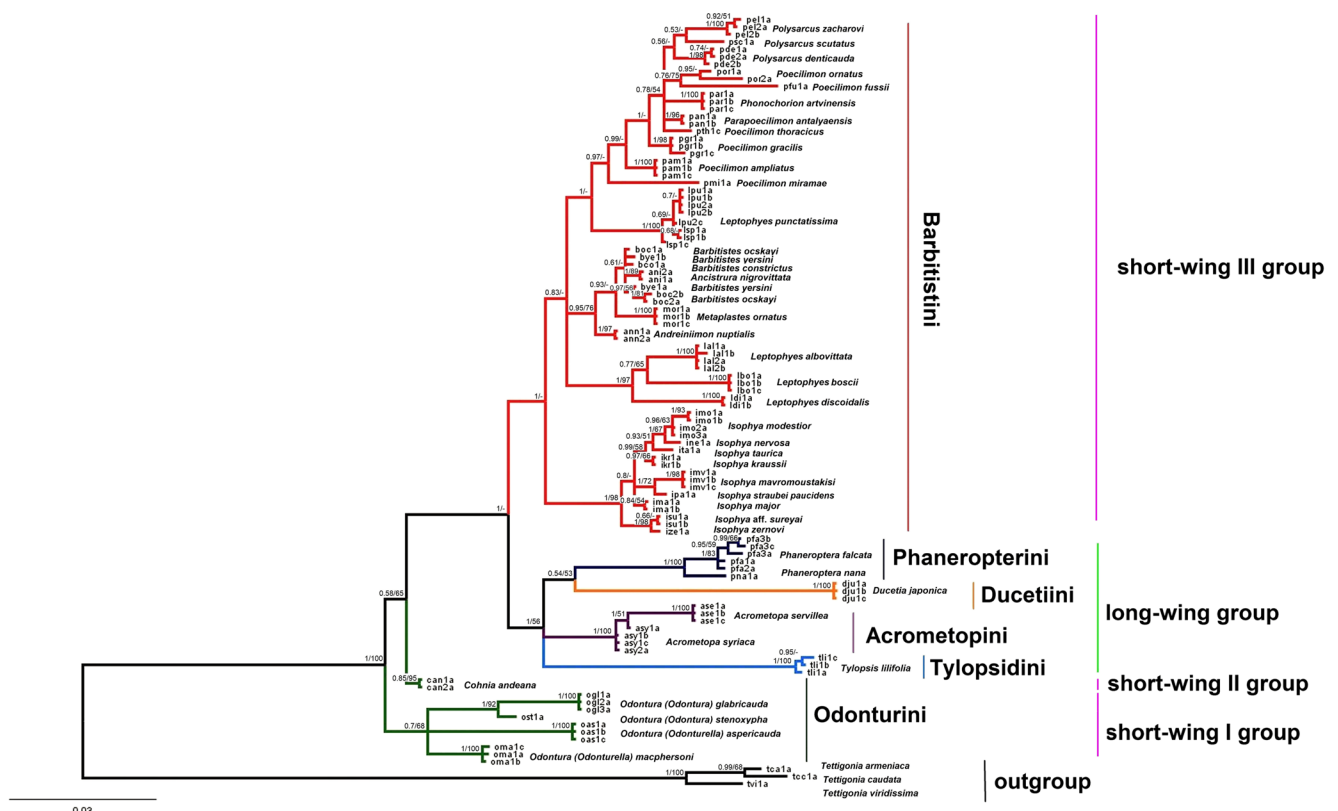 0.92/51
pel1a
1/100
pel2a
Polysarcus zacharovi
0.53/-
pel2b
0.56/-
psc1a
Polysarcus scutatus
0.74/-
pde1a
1/98
pde2a
Polysarcus denticauda
pde2b
0.95/-
por1a
Poecilimon ornatus
0.76/75
por2a
pfu1a
Poecilimon fussii
0.78/54
1/100
par1a
par1b
Phonochorion artvinensis
par1c
1/-
1/96
pan1a
Parapoecilimon antalyaensis
pan1b
pth1c
Poecilimon thoracicus
0.99/-
1/98
pgr1a
pgr1b
Poecilimon gracilis
pgr1c
0.97/-
1/100
pam1a
pam1b
Poecilimon ampliatus
pam1c
pmi1a
Poecilimon miramae
1/-
0.7/-
lpu1a
lpu1b
lpu2a
lpu2b
0.69/-
lpu2c
Leptophyes punctatissima
1/100
0.68/-
lsp1a
lsp1b
lsp1c
boc1a
Barbitistes ocskayi
bye1b
Barbitistes yersini
0.61/-
bco1a
Barbitistes constrictus
1/89
ani2a
Ancistrura nigrovittata
ani1a
0.93/-
0.97/56
bye1a
Barbitistes yersini
1/81
boc2b
Barbitistes ocskayi
boc2a
0.83/-
0.95/76
1/100
mor1a
mor1b
Metaplastes ornatus
mor1c
1/97
ann1a
Andreiniimon nuptialis
ann2a
lal1a
1/100
lal1b
Leptophyes albovittata
lal2a
lal2b
0.77/65
1/100
lbo1a
lbo1b
Leptophyes boscii
lbo1c
1/97
1/100
ldi1a
Leptophyes discoidalis
ldi1b
1/-
1/93
imo1a
imo1b
0.96/63
imo2a
Isophya modestior
1/67
imo3a
0.93/51
ine1a
Isophya nervosa
0.99/58
ita1a
Isophya taurica
0.97/66
ikr1a
Isophya kraussii
ikr1b
0.8/-
1/98
imv1a
1/72
imv1b
Isophya mavromoustakisi
imv1c
ipa1a
Isophya straubei paucidens
1/98
0.84/54
ima1a
Isophya major
ima1b
0.66/-
isu1a
Isophya aff. sureyai
1/98
isu1b
ize1a
Isophya zernovi
Barbitistini
short-wing III group
1/-
0.99/66
pfa3b
0.95/59
pfa3c
1/83
pfa3a
Phaneroptera falcata
1/100
pfa1a
pfa2a
pna1a
Phaneroptera nana
Phaneropterini
0.54/53
1/100
dju1a
dju1b
Ducetia japonica
dju1c
Ducetiini
long-wing group
0.58/65
1/56
1/100
ase1a
1/51
ase1b
Acrometopa servillea
ase1c
1/100
asy1a
asy1b
Acrometopa syriaca
asy1c
asy2a
Acrometopini
0.95/-
tli1c
1/100
tli1b
Tylopsis lilifolia
tli1a
Tylopsidini
1/100
0.85/95
can1a
Cohnia andeana
can2a
short-wing II group
1/100
ogl1a
1/92
ogl2a
Odontura (Odontura) glabricauda
ogl3a
ost1a
Odontura (Odontura) stenoxypha
0.7/68
1/100
oas1a
oas1b
Odontura (Odonturella) aspericauda
oas1c
1/100
oma1c
oma1a
Odontura (Odonturella) macphersoni
oma1b
Odonturini
short-wing I group
0.99/68
tca1a
Tettigonia armeniaca
1/100
tcc1a
Tettigonia caudata
tvi1a
Tettigonia viridissima
outgroup
0.03